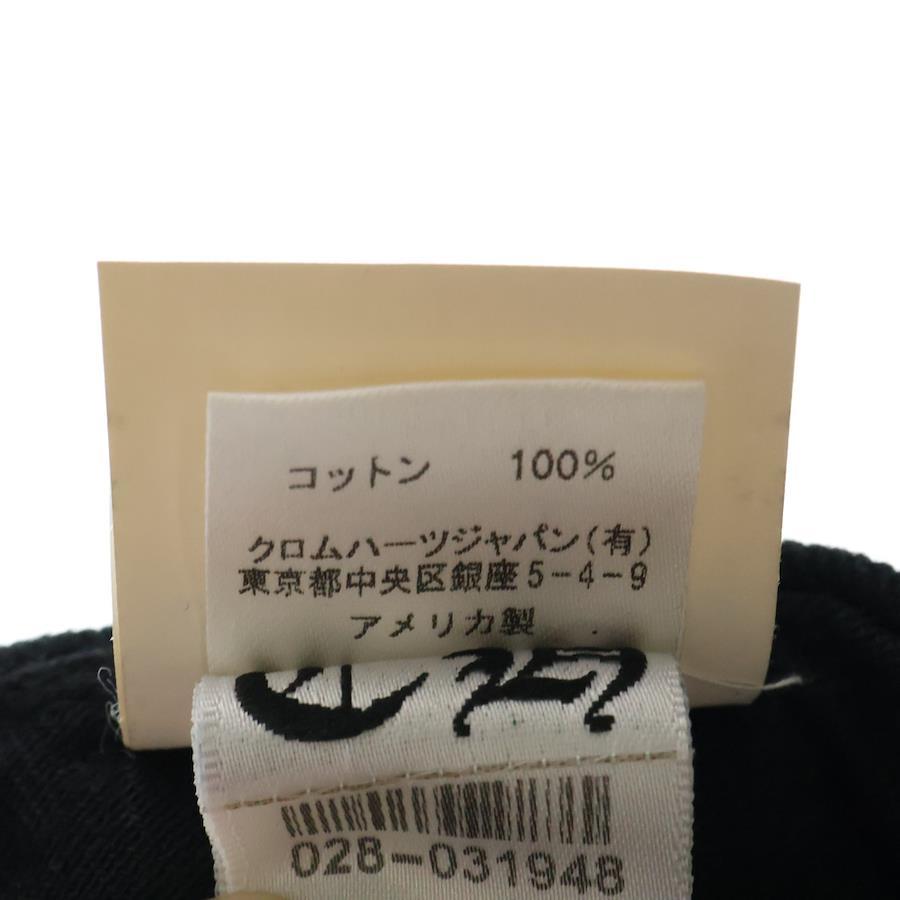 コットン 100%
クロムハーツジャパン(有)
東京都中央区銀座5-4-9
アメリカ製
CH
028-031948